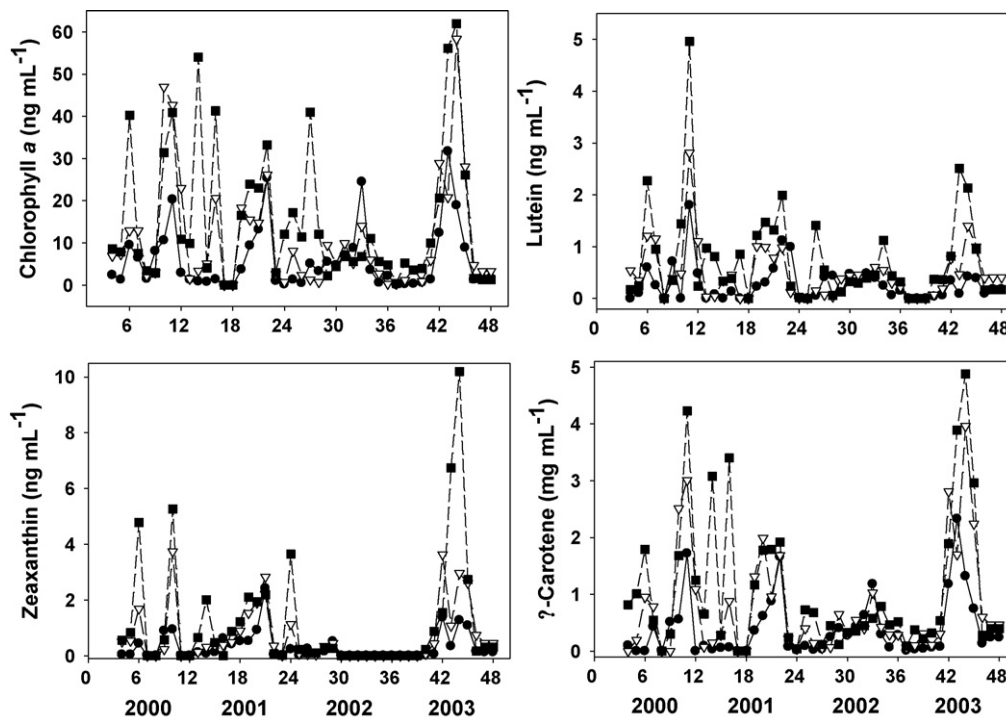 Chlorophyll a (ng mL-1)
60
50
40
30
20
10
0
6 12 18 24 30 36 42 48
Lutein (ng mL-1)
5
4
3
2
1
0
0 6 12 18 24 30 36 42 48
Zeaxanthin (ng mL-1)
10
8
6
4
2
0
0 6 12 18 24 30 36 42 48
2000 2001 2002 2003
?-Carotene (mg mL-1)
5
4
3
2
1
0
0 6 12 18 24 30 36 42 48
2000 2001 2002 2003